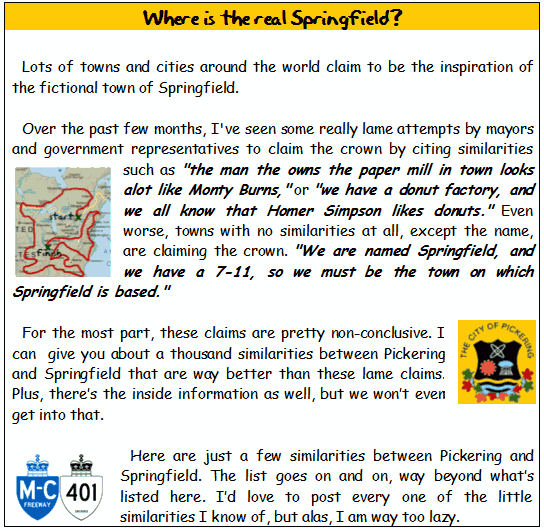 Where is the real Springfield?
Lots of towns and cities around the world claim to be the inspiration of
the fictional town of Springfield.
Over the past few months, I've seen some really lame attempts by mayors
and government representatives to claim the crown by citing similarities
such as "the man the owns the paper mill in town looks
alot like Monty Burns," or "we have a donut factory, and
we all know that Homer Simpson likes donuts." Even
worse, towns with no similarities at all, except the name,
are claiming the crown. "We are named Springfield, and
we have a 7-11, so we must be the town on which
Springfield is based."
start x
finish
For the most part, these claims are pretty non-conclusive. I
can give you about a thousand similarities between Pickering
and Springfield that are way better than these lame claims.
Plus, there's the inside information as well, but we won't even
get into that.
THE CITY OF PICKERING
Here are just a few similarities between Pickering and
Springfield. The list goes on and on, way beyond what's
listed here. I'd love to post every one of the little
similarities I know of, but alas, I am way too lazy.
M-C
FREEWAY
401